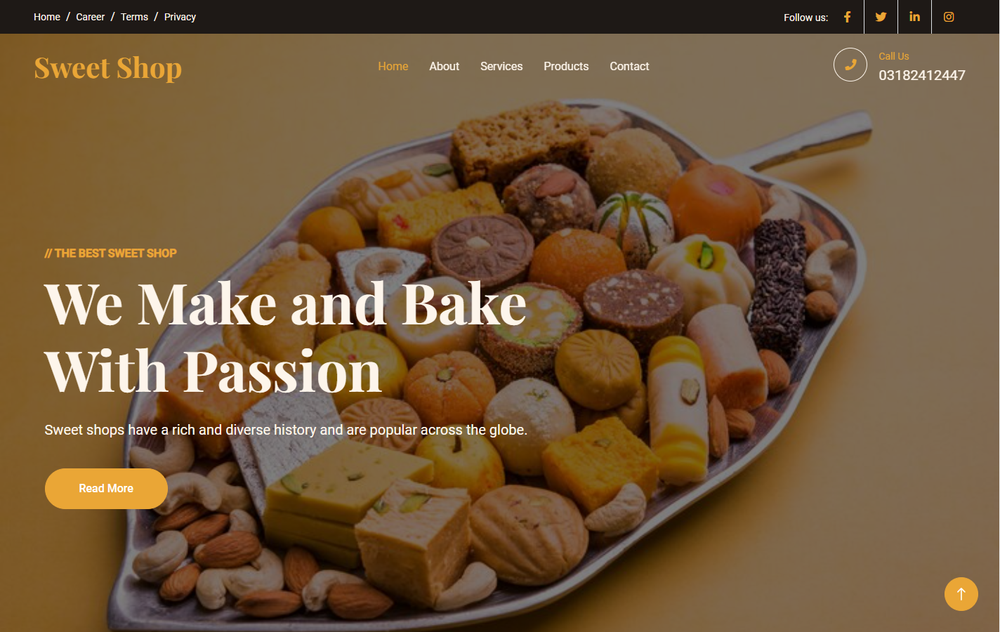 Home / Career / Terms / Privacy
Follow us:
Sweet Shop
Home About Services Products Contact
Call Us
03182412447
// THE BEST SWEET SHOP
We Make and Bake
With Passion
Sweet shops have a rich and diverse history and are popular across the globe.
Read More